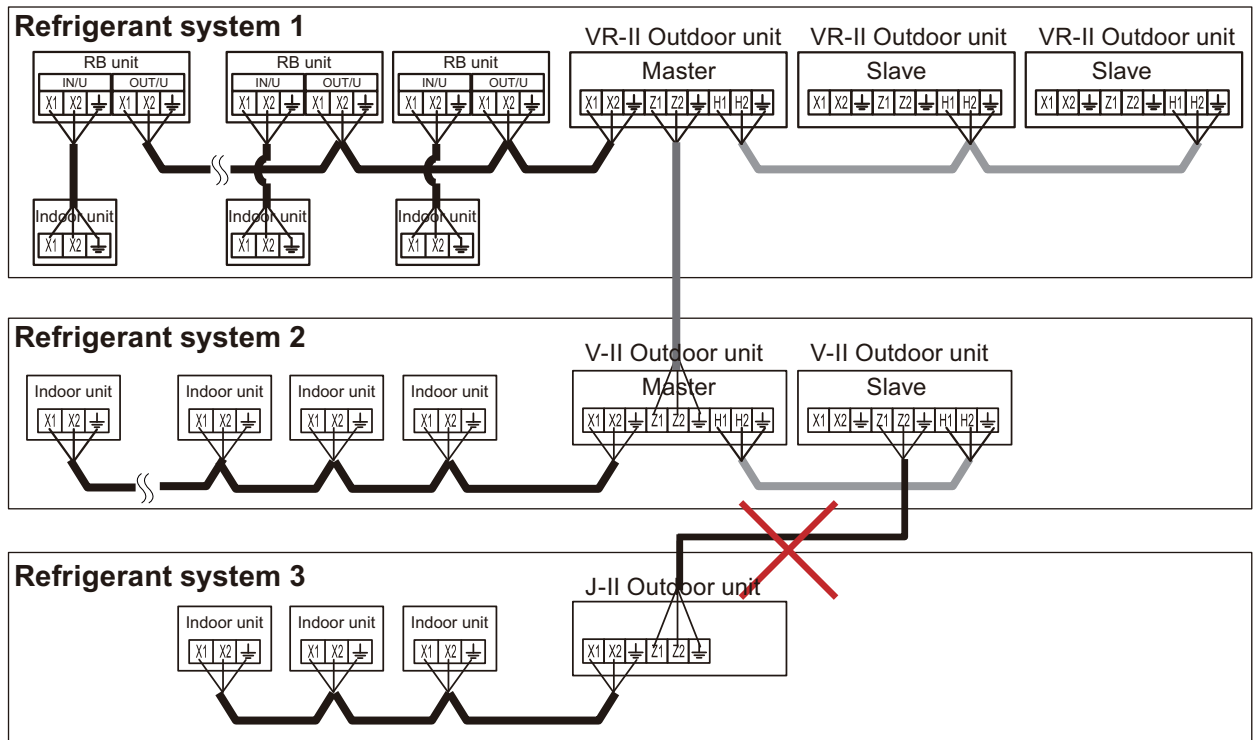 Refrigerant system 1
VR-II Outdoor unit VR-II Outdoor unit VR-II Outdoor unit
RB unit RB unit RB unit
Master Slave Slave
IN/U OUT/U IN/U OUT/U IN/U OUT/U
X1 X2 X1 X2 X1 X2 X1 X2 X1 X2 X1 X2 X1 X2 Z1 Z2 H1 H2 X1 X2 Z1 Z2 H1 H2 X1 X2 Z1 Z2 H1 H2
Indoor unit Indoor unit Indoor unit
X1 X2 X1 X2 X1 X2
Refrigerant system 2
V-II Outdoor unit V-II Outdoor unit
Indoor unit Indoor unit Indoor unit Indoor unit Master Slave
X1 X2 X1 X2 X1 X2 X1 X2 X1 X2 Z1 Z2 H1 H2 X1 X2 Z1 Z2 H1 H2
Refrigerant system 3
J-II Outdoor unit
Indoor unit Indoor unit Indoor unit
X1 X2 X1 X2 X1 X2 X1 X2 Z1 Z2